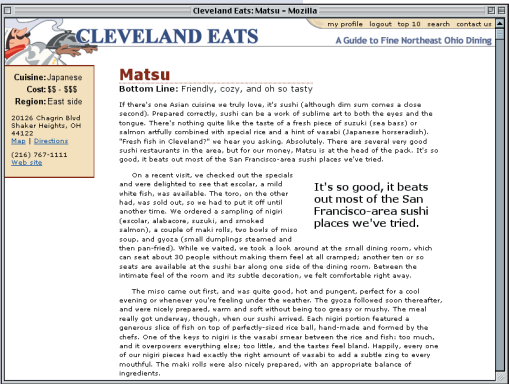 Cleveland Eats: Matsu - Mozilla
my profile logout top 10 search contact us
CLEVELAND EATS
A Guide to Fine Northeast Ohio Dining
Cuisine: Japanese
Cost: $$ - $$$
Region: East side
20126 Chagrin Blvd
Shaker Heights, OH
44122
Map | Directions
(216) 767-1111
Web site
Matsu
Bottom Line: Friendly, cozy, and oh so tasty
If there's one Asian cuisine we truly love, it's sushi (although dim sum comes a close
second). Prepared correctly, sushi can be a work of sublime art to both the eyes and the
tongue. There's nothing quite like the taste of a fresh piece of suzuki (sea bass) or
salmon artfully combined with special rice and a hint of wasabi (Japanese horseradish).
"Fresh fish in Cleveland?" we hear you asking. Absolutely. There are several very good
sushi restaurants in the area, but for our money, Matsu is at the head of the pack. It's so
good, it beats out most of the San Francisco-area sushi places we've tried.
On a recent visit, we checked out the specials
and were delighted to see that escolar, a mild
white fish, was available. The toro, on the other
had, was sold out, so we had to put it off until
another time. We ordered a sampling of nigiri
(escolar, alabacore, suzuki, and smoked
salmon), a couple of maki rolls, two bowls of miso
soup, and gyoza (small dumplings steamed and
then pan-fried). While we waited, we took a look around at the small dining room, which
can seat about 30 people without making them feel at all cramped; another ten or so
seats are available at the sushi bar along one side of the dining room. Between the
intimate feel of the room and its subtle decoration, we felt comfortable right away.
It's so good, it beats
out most of the San
Francisco-area sushi
places we've tried.
The miso came out first, and was quite good, hot and pungent, perfect for a cool
evening or whenever you're feeling under the weather. The gyoza followed soon thereafter,
and were nicely prepared, warm and soft without being too greasy or mushy. The meal
really got underway, though, when our sushi arrived. Each nigiri portion featured a
generous slice of fish on top of perfectly-sized rice ball, hand-made and formed by the
chefs. One of the keys to nigiri is the wasabi smear between the rice and fish: too much,
and it overpowers everything else; too little, and the tastes feel bland. Happily, every one
of our nigiri pieces had exactly the right amount of wasabi to add a subtle zing to every
mouthful. The maki rolls were also nicely prepared, with an appropriate balance of
ingredients.